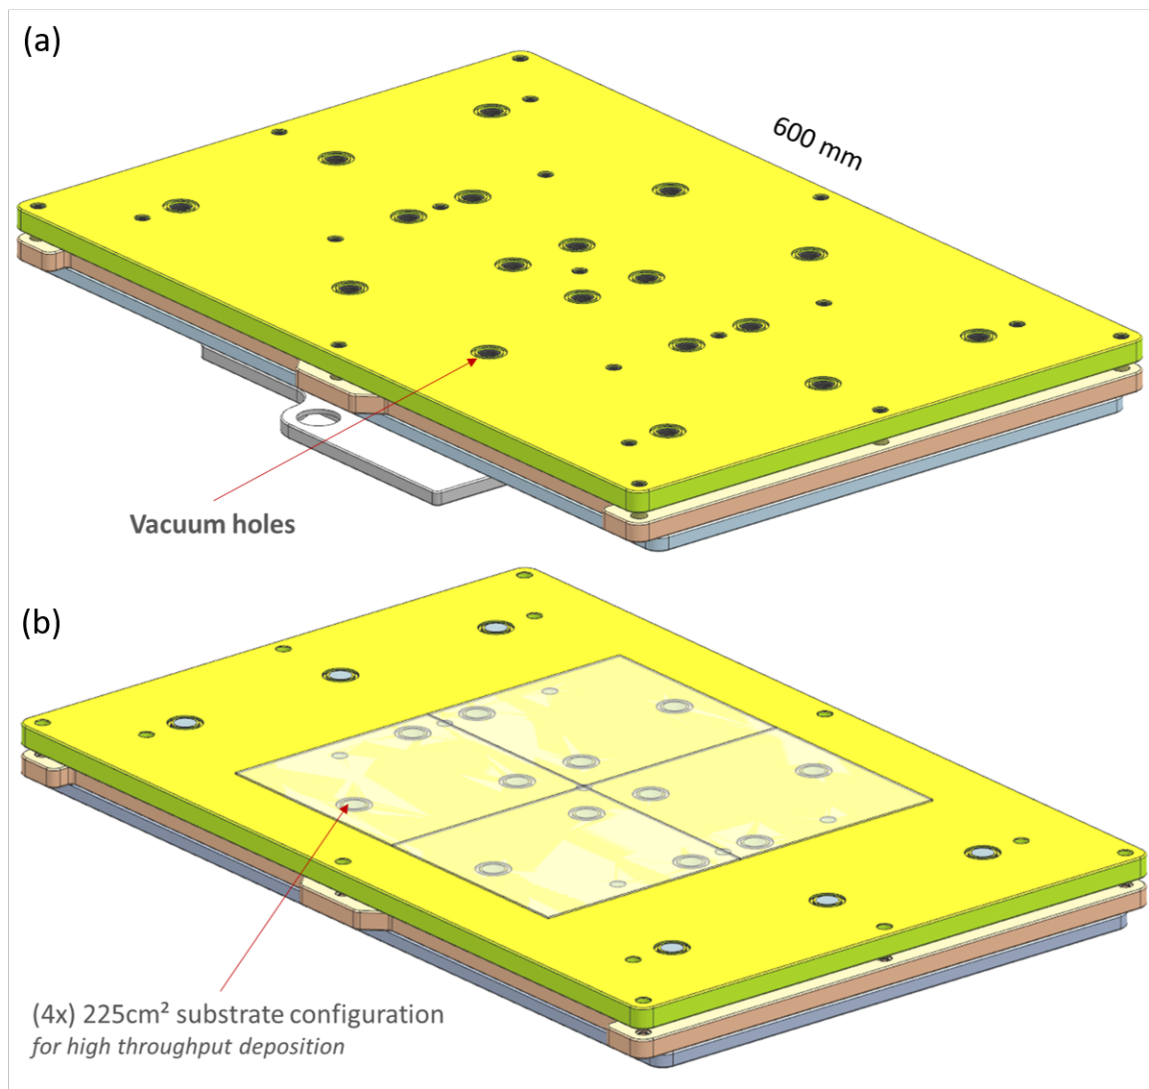 (a)
600 mm
Vacuum holes
(b)
(4x) 225cm² substrate configuration
for high throughput deposition